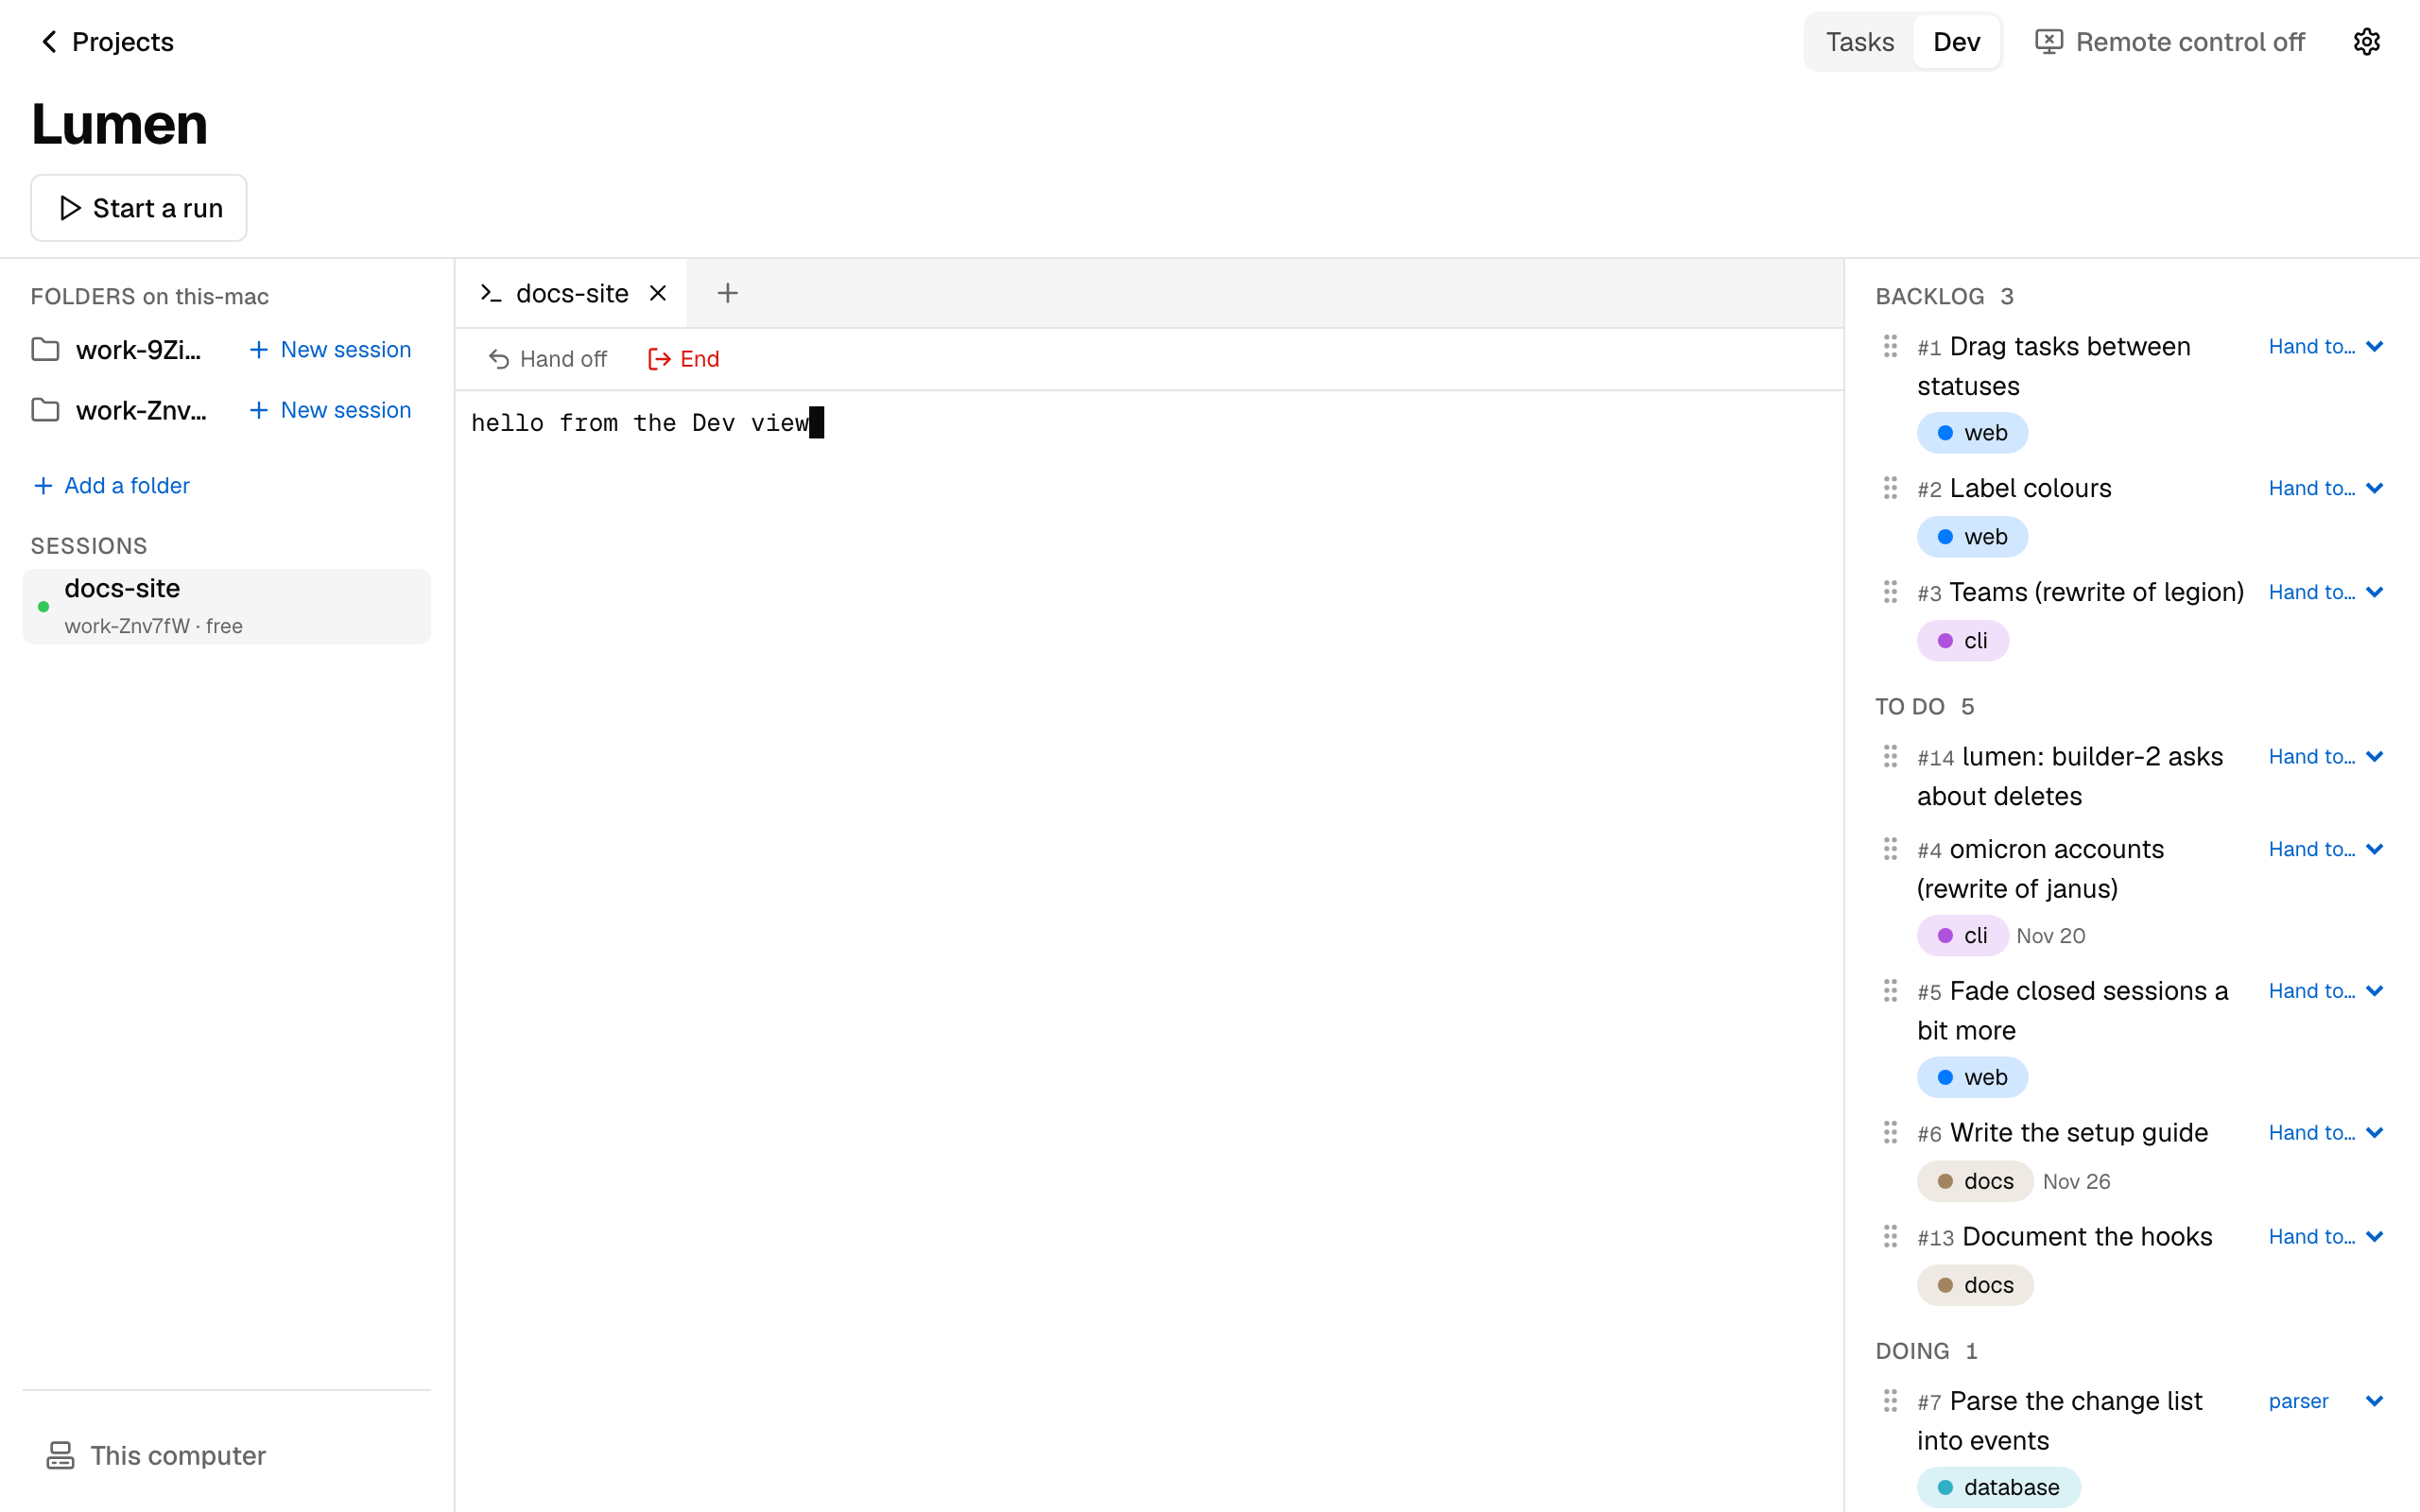 Projects
Tasks
Dev
Remote control off
Lumen
Start a run
FOLDERS on this-mac
work-9Zi...
New session
work-Znv...
New session
Add a folder
SESSIONS
docs-site
work-Znv7fW · free
This computer
docs-site
Hand off
End
hello from the Dev view
BACKLOG 3
#1 Drag tasks between
statuses
Hand to...
web
#2 Label colours
Hand to...
web
#3 Teams (rewrite of legion)
Hand to...
cli
TO DO 5
#14 lumen: builder-2 asks
about deletes
Hand to...
#4 omicron accounts
(rewrite of janus)
Hand to...
cli Nov 20
#5 Fade closed sessions a
bit more
Hand to...
web
#6 Write the setup guide
Hand to...
docs Nov 26
#13 Document the hooks
Hand to...
docs
DOING 1
#7 Parse the change list
into events
parser
database